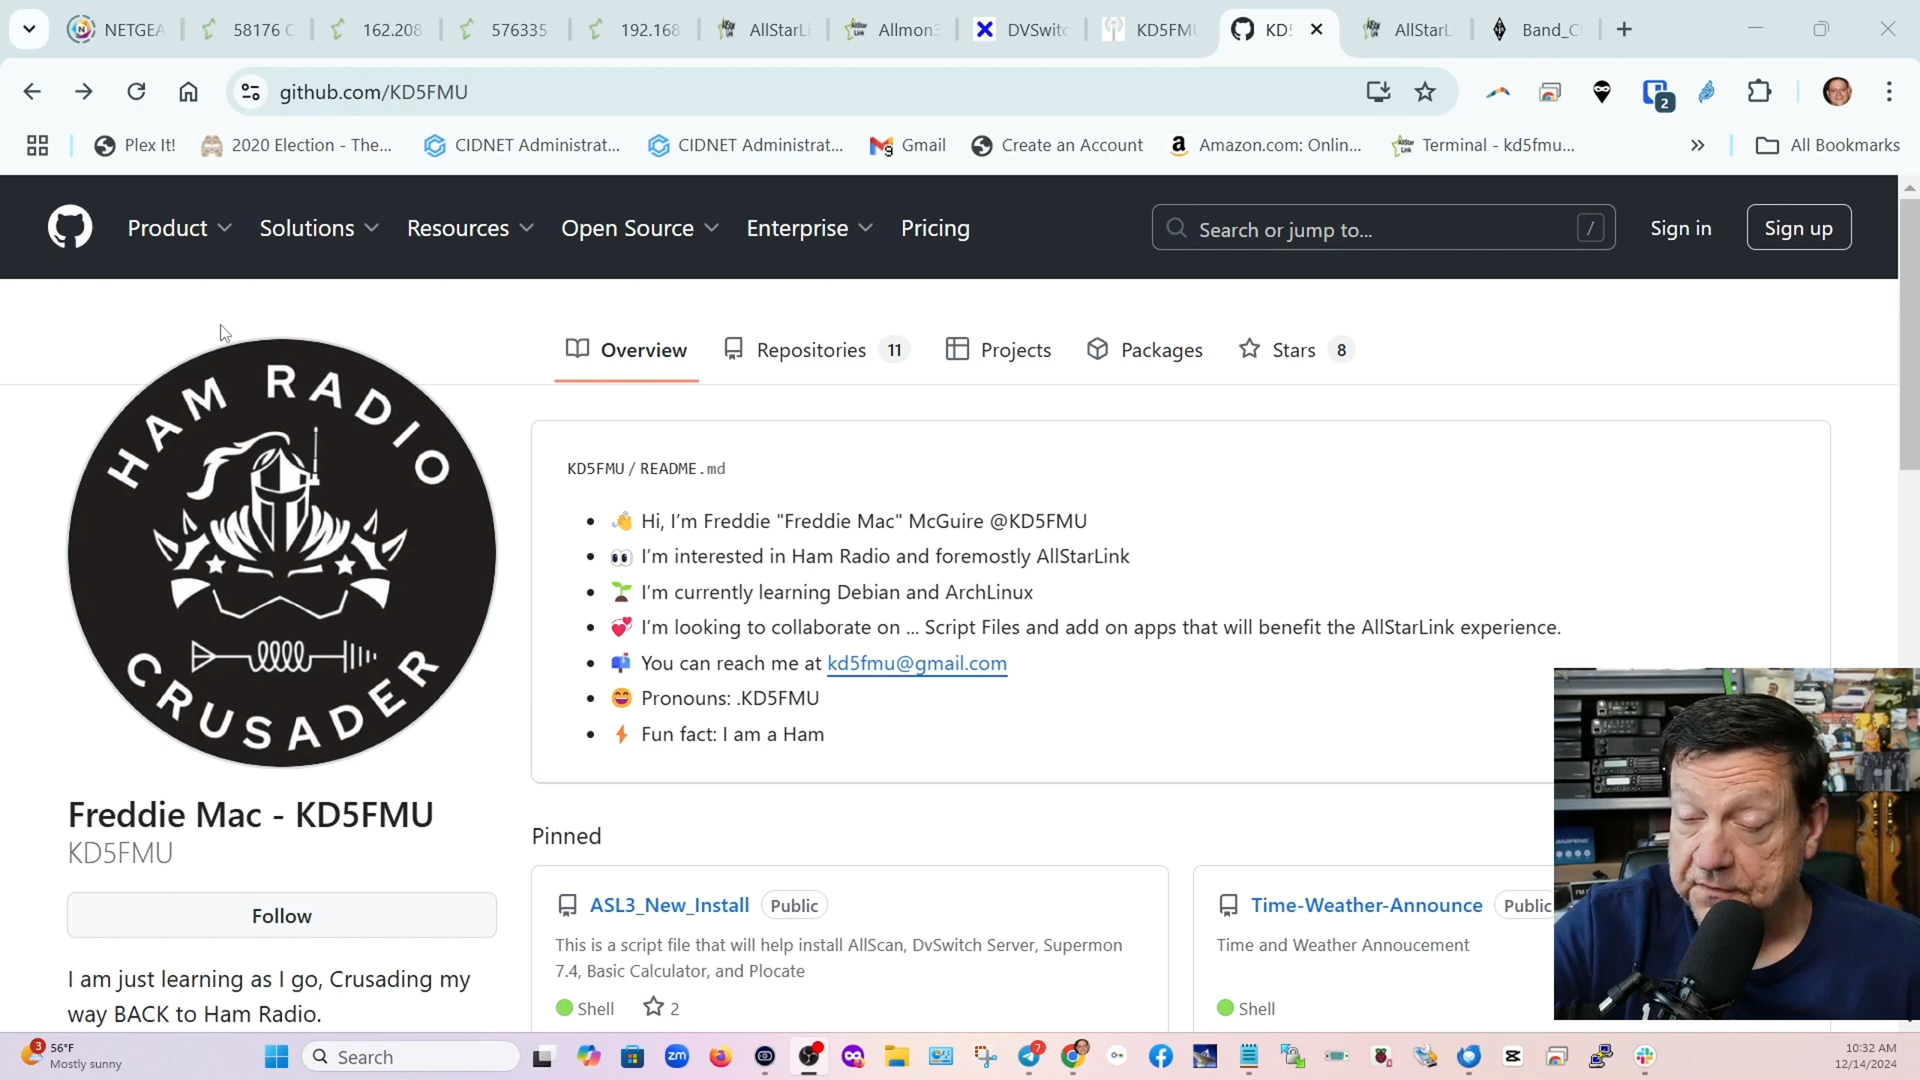 NETGEA
58176 C
162.208
576335
192.168
AllStarLi
Allmon3
DVSwitc
KD5FMU
KD5
AllStarL
Band_C
github.com/KD5FMU
2
Plex It!
2020 Election - The...
CIDNET Administrat...
CIDNET Administrat...
Gmail
Create an Account
Amazon.com: Onlin...
Terminal - kd5fmu...
All Bookmarks
Product
Solutions
Resources
Open Source
Enterprise
Pricing
Search or jump to...
/
Sign in
Sign up
Overview
Repositories 11
Projects
Packages
Stars 8
HAM RADIO
CRUSADER
KD5FMU / README.md
👋 Hi, I'm Freddie "Freddie Mac" McGuire @KD5FMU
👀 I'm interested in Ham Radio and foremostly AllStarLink
🌱 I'm currently learning Debian and ArchLinux
💞️ I'm looking to collaborate on ... Script Files and add on apps that will benefit the AllStarLink experience.
📫 You can reach me at kd5fmu@gmail.com
😄 Pronouns: .KD5FMU
⚡ Fun fact: I am a Ham
Freddie Mac - KD5FMU
KD5FMU
Follow
I am just learning as I go, Crusading my
way BACK to Ham Radio.
Pinned
ASL3_New_Install Public
This is a script file that will help install AllScan, DvSwitch Server, Supermon
7.4, Basic Calculator, and Plocate
Shell 2
Time-Weather-Announce Public
Time and Weather Annoucement
Shell
BAOFENG
3
56°F
Mostly sunny
Search
zm
7
10:32 AM
12/14/2024